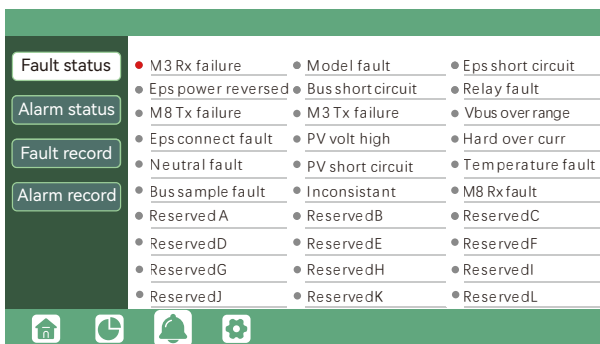 Fault status
Alarm status
Fault record
Alarm record
M3 Rx failure Model fault Eps short circuit
Eps power reversed Bus short circuit Relay fault
M8 Tx failure M3 Tx failure Vbus over range
Eps connect fault PV volt high Hard over curr
Neutral fault PV short circuit Temperature fault
Bus sample fault Inconsistant M8 Rx fault
Reserved A ReservedB ReservedC
ReservedD ReservedE ReservedF
ReservedG ReservedH ReservedI
ReservedJ ReservedK ReservedL